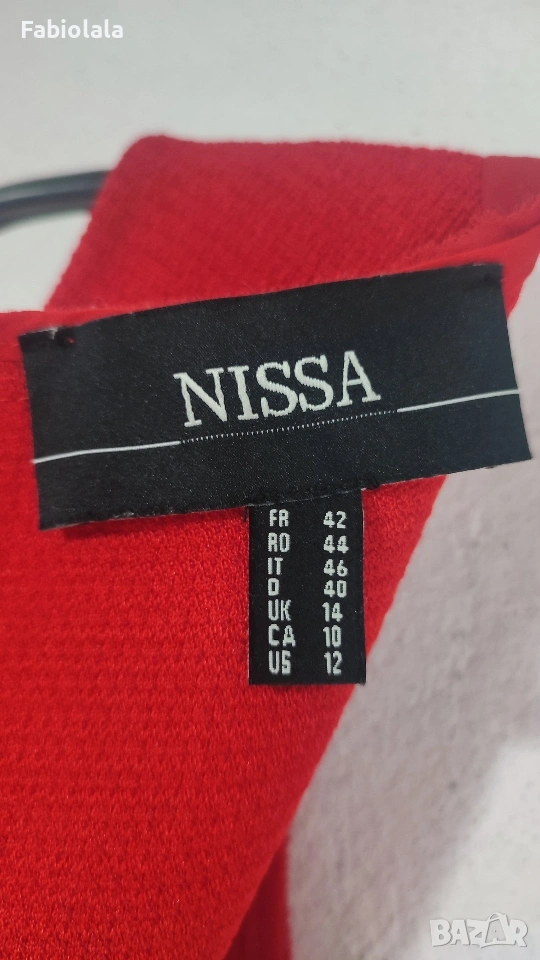 Fabiolala
NISSA
FR 42
RO 44
IT 46
D 40
UK 14
CA 10
US 12
BAZAR